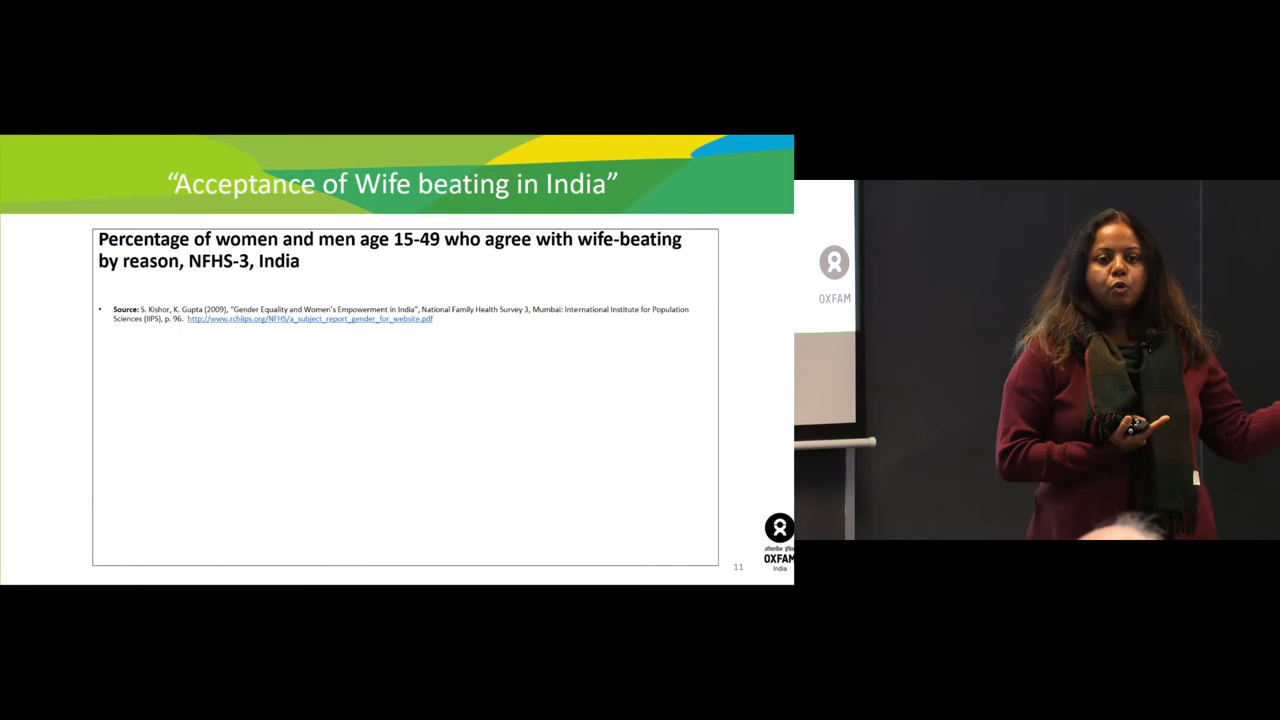 “Acceptance of Wife beating in India”
Percentage of women and men age 15-49 who agree with wife-beating
by reason, NFHS-3, India
• Source: S. Kishor, K. Gupta (2009), “Gender Equality and Women’s Empowerment in India”, National Family Health Survey 3, Mumbai: International Institute for Population
Sciences (IIPS), p. 96. http://www.rchiips.org/NFHS/a_subject_report_gender_for_website.pdf
OXFAM
OXFAM
India
11